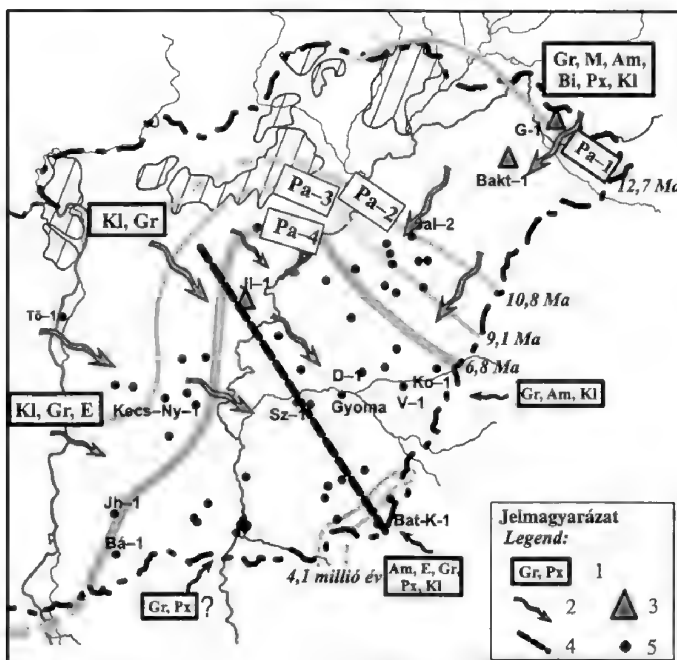 Gr, M, Am,
Bi, Px, Kl
G-1
Bakt-1
Pa-1
12,7 Ma
Pa-3
Pa-2
Kl, Gr
Pa-4
10,8 Ma
9,1 Ma
Tö-1
6,8 Ma
D-1
Ko-1
Gr, Am, Kl
Kl, Gr, E
Kecs-Ny-1
Sz-1
Gyoma
V-1
Jh-1
Bat-K-1
Bá-1
4,1 millió év
Am, E, Gr,
Px, Kl
Gr, Px ?
Jelmagyarázat
Legend:
Gr, Px 1
2 3
4 5